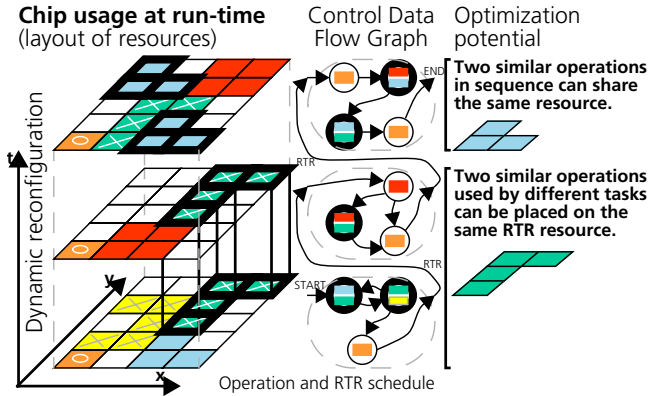 Chip usage at run-time
(layout of resources)
Control Data
Flow Graph
Optimization
potential
Two similar operations
in sequence can share
the same resource.
END
t
RTR
Dynamic reconfiguration
Two similar operations
used by different tasks
can be placed on the
same RTR resource.
y
START
RTR
x
Operation and RTR schedule